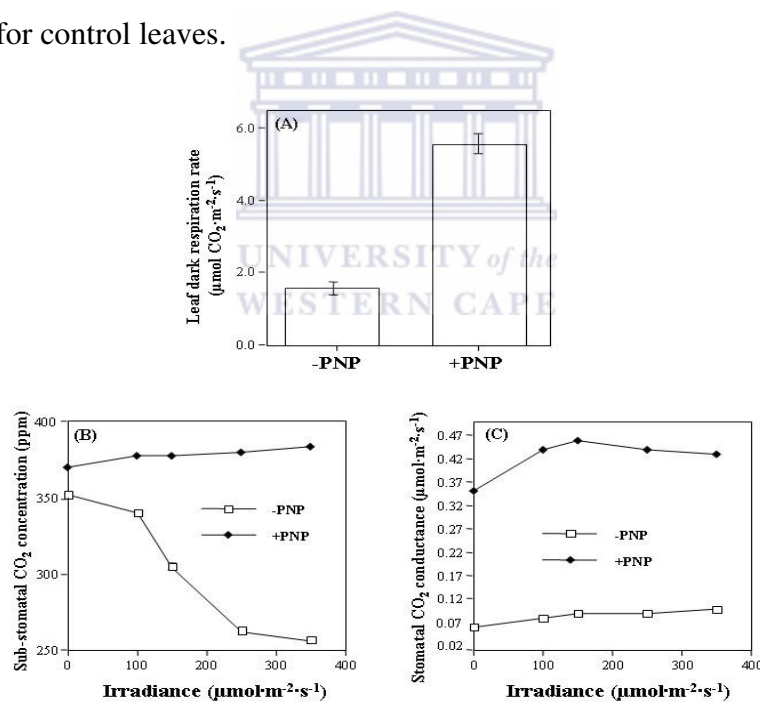 for control leaves.
(A)
Leaf dark respiration rate
(µmol CO₂·m⁻²·s⁻¹)
6.0
4.0
2.0
0.0
-PNP
+PNP
UNIVERSITY of the
WESTERN CAPE
(B)
Sub-stomatal CO₂ concentration (ppm)
400
350
300
250
-PNP
+PNP
0
100
200
300
400
Irradiance (µmol·m⁻²·s⁻¹)
(C)
Stomatal CO₂ conductance (µmol·m⁻²·s⁻¹)
0.47
0.42
0.37
0.32
0.27
0.22
0.17
0.12
0.07
0.02
-PNP
+PNP
0
100
200
300
400
Irradiance (µmol·m⁻²·s⁻¹)